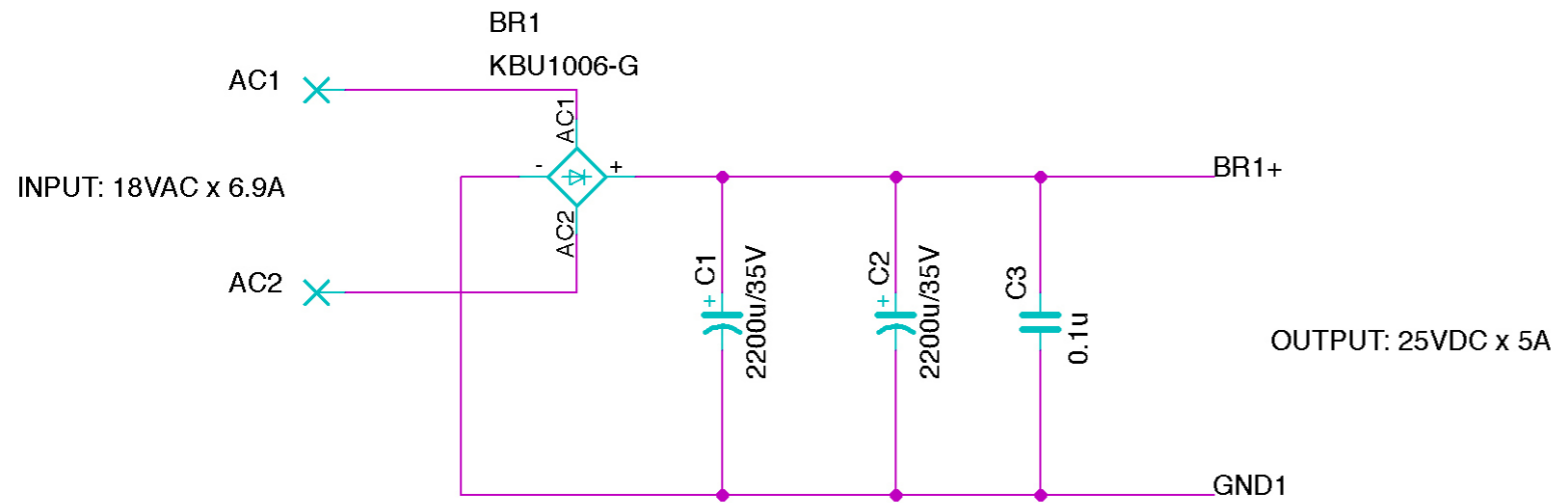 BR1
KBU1006-G
AC1
AC1
- +
BR1+
INPUT: 18VAC x 6.9A
AC2
AC2
+ C1
2200u/35V
+ C2
2200u/35V
C3
0.1u
OUTPUT: 25VDC x 5A
GND1